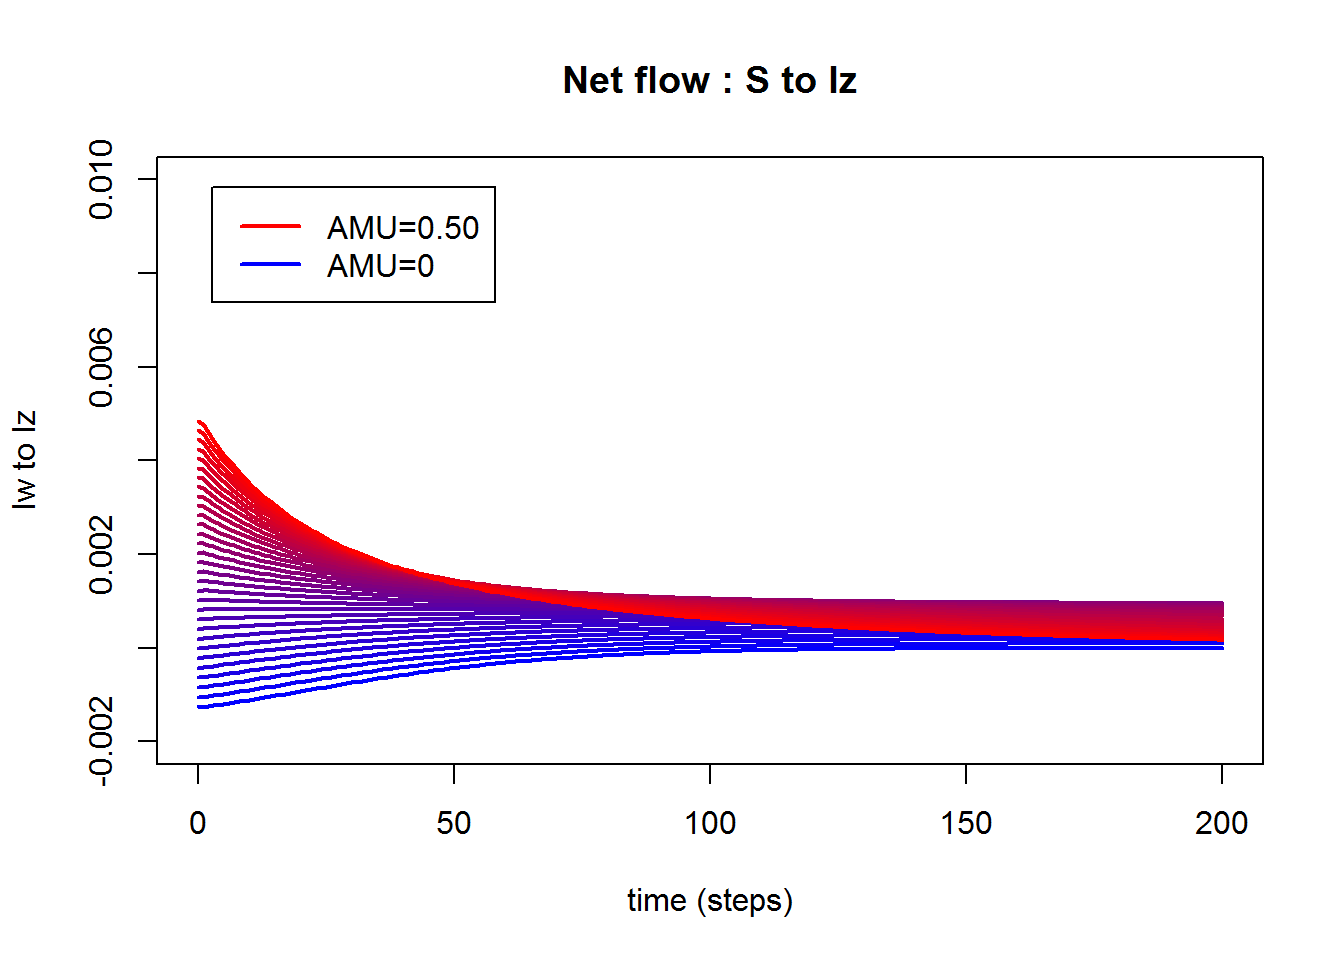 Net flow : S to Iz
AMU=0.50
AMU=0
Iw to Iz
0.010
0.006
0.002
-0.002
0 50 100 150 200
time (steps)